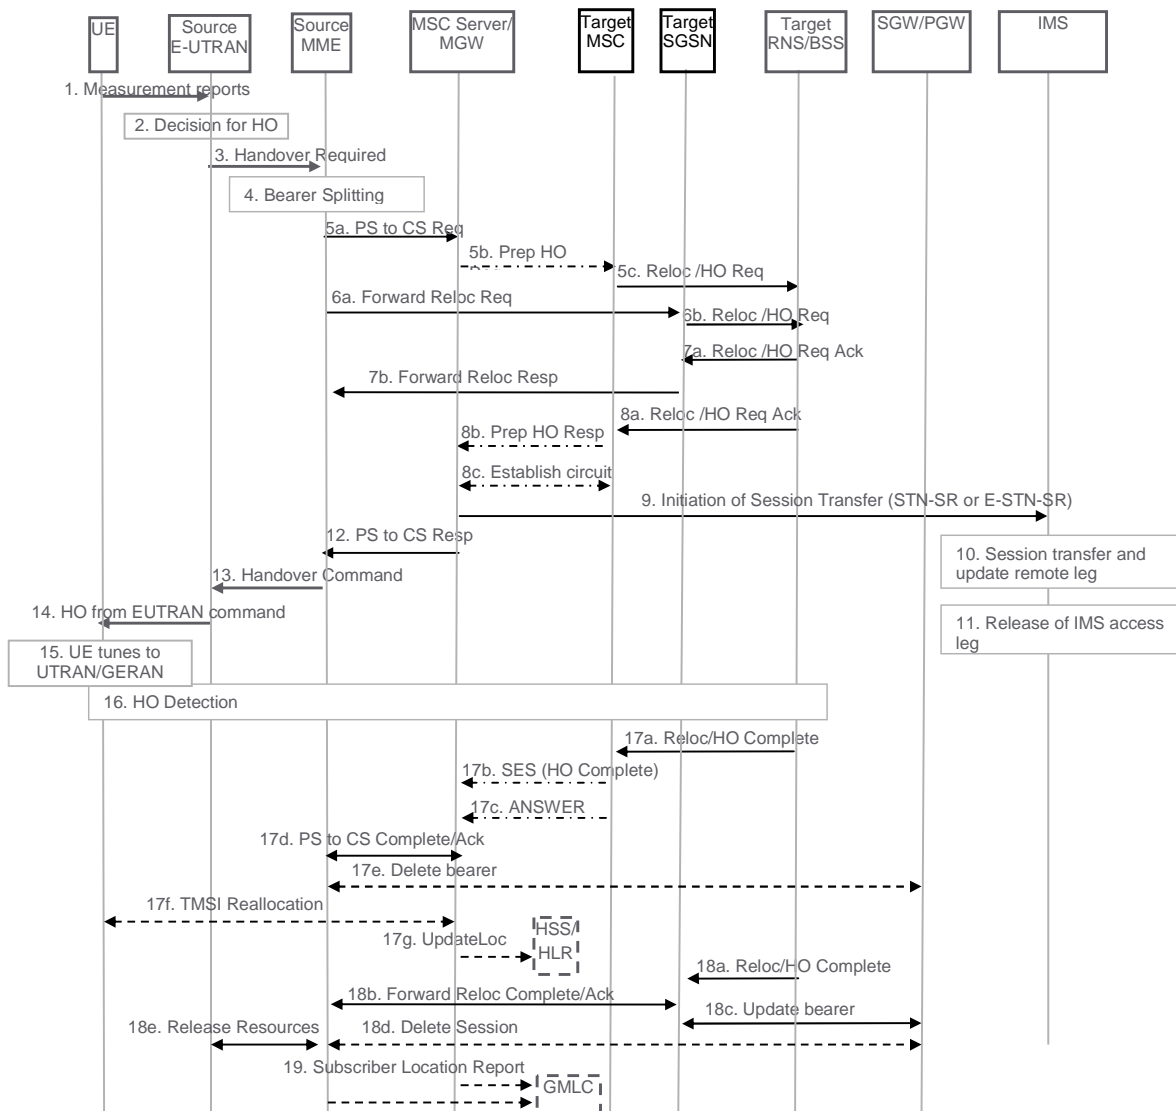 UE
Source
E-UTRAN
Source
MME
MSC Server/
MGW
Target
MSC
Target
SGSN
Target
RNS/BSS
SGW/PGW
IMS
1. Measurement reports
2. Decision for HO
3. Handover Required
4. Bearer Splitting
5a. PS to CS Req
5b. Prep HO
5c. Reloc /HO Req
6a. Forward Reloc Req
6b. Reloc /HO Req
7a. Reloc /HO Req Ack
7b. Forward Reloc Resp
8a. Reloc /HO Req Ack
8b. Prep HO Resp
8c. Establish circuit
9. Initiation of Session Transfer (STN-SR or E-STN-SR)
12. PS to CS Resp
10. Session transfer and
update remote leg
13. Handover Command
14. HO from EUTRAN command
11. Release of IMS access
leg
15. UE tunes to
UTRAN/GERAN
16. HO Detection
17a. Reloc/HO Complete
17b. SES (HO Complete)
17c. ANSWER
17d. PS to CS Complete/Ack
17e. Delete bearer
17f. TMSI Reallocation
HSS/
HLR
17g. UpdateLoc
18a. Reloc/HO Complete
18b. Forward Reloc Complete/Ack
18c. Update bearer
18e. Release Resources
18d. Delete Session
19. Subscriber Location Report
GMLC